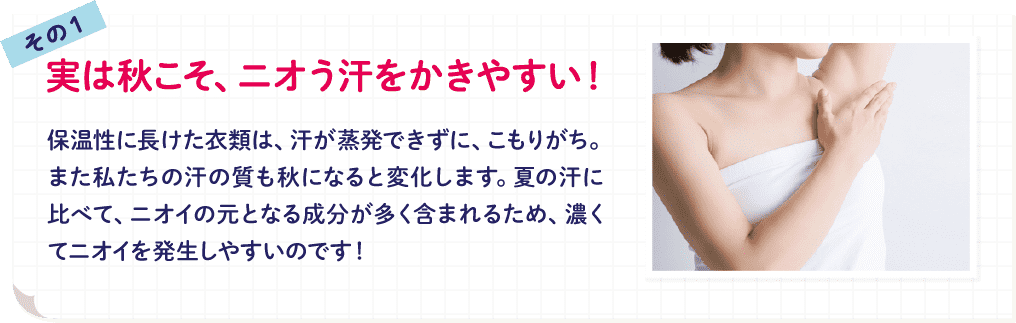 その1
実は秋こそ、ニオう汗をかきやすい！
保温性に長けた衣類は、汗が蒸発できずに、こもりがち。
また私たちの汗の質も秋になると変化します。夏の汗に
比べて、ニオイの元となる成分が多く含まれるため、濃く
てニオイを発生しやすいのです！